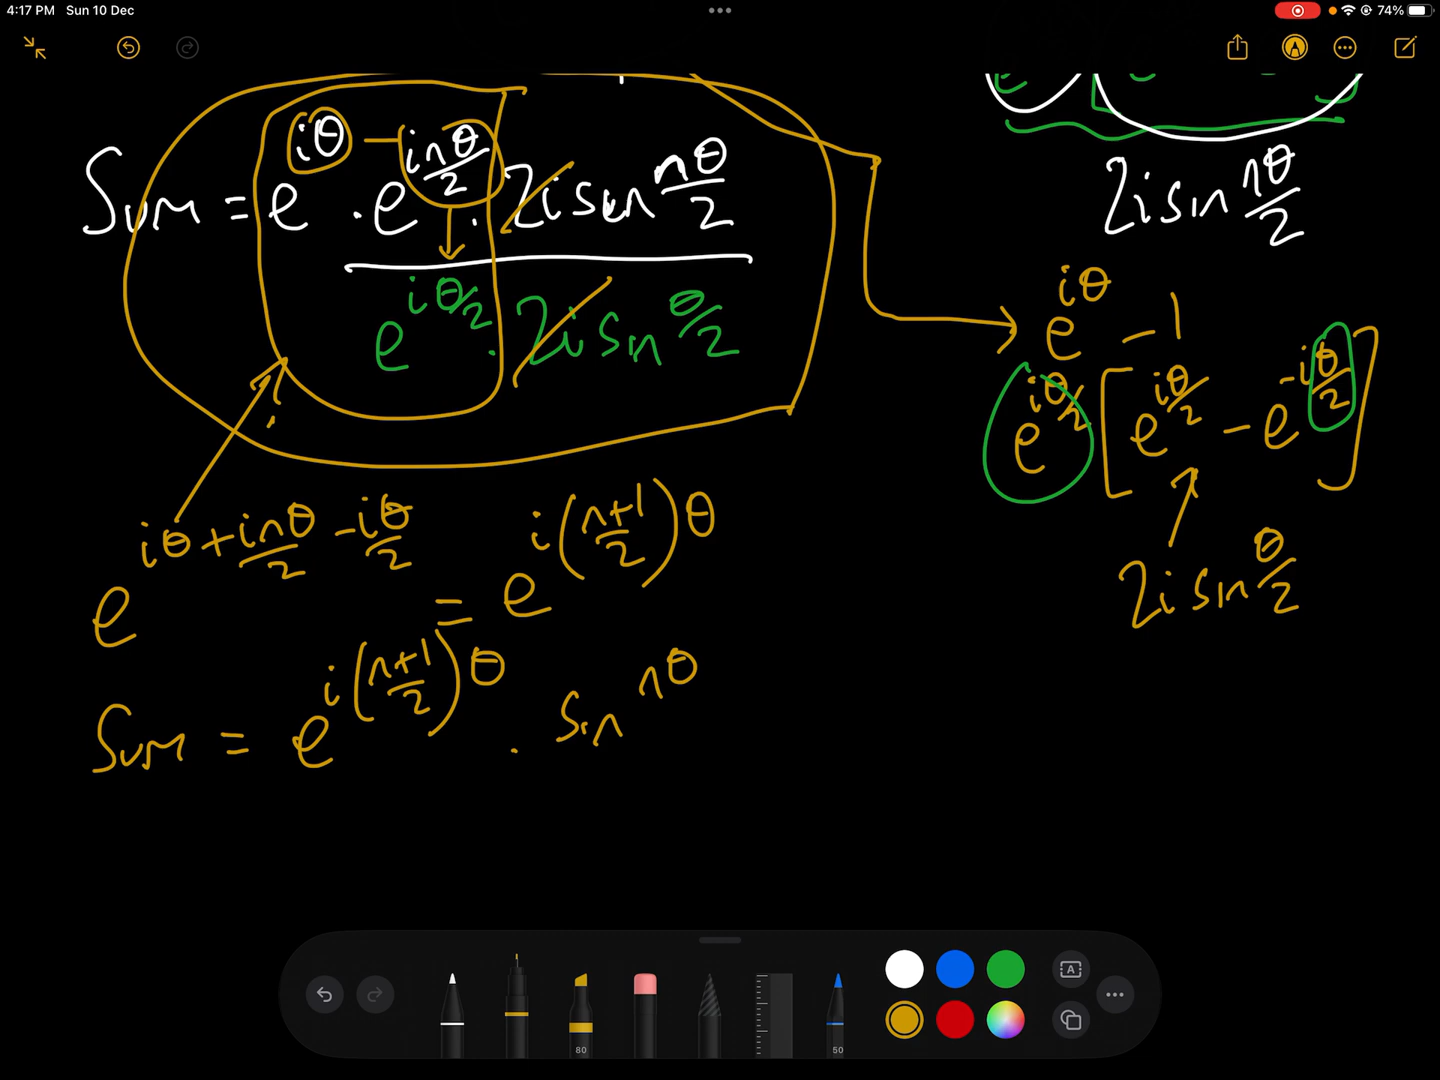 4:17 PM Sun 10 Dec
74%
Sum = e^{iθ} · e^{inθ/2} · 2i sin nθ/2
e^{iθ/2} · 2i sin θ/2
2i sin nθ/2
e^{iθ} - 1
e^{iθ/2} [e^{iθ/2} - e^{-iθ/2}]
2i sin θ/2
e^{iθ + inθ/2 - iθ/2} = e^{i(n+1/2)θ}
Sum = e^{i(n+1/2)θ} · sin nθ
80
50
A